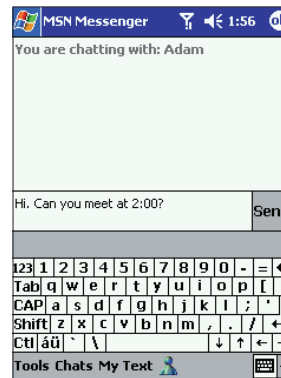 MSN Messenger 1:56 ok
You are chatting with: Adam
Hi. Can you meet at 2:00?
Sen
123 1 2 3 4 5 6 7 8 9 0 - =
Tab q w e r t y u i o p [
CAP a s d f g h j k l ; '
Shift z x c v b n m , . /
Ctl áü ` \
Tools Chats My Text